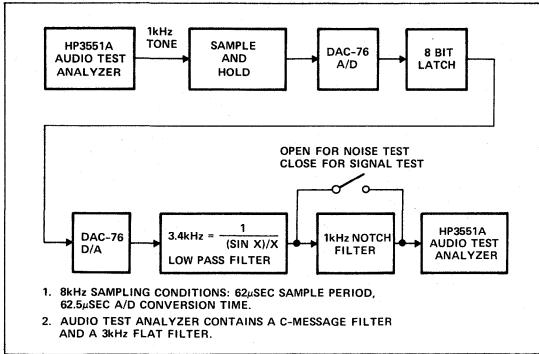 HP3551A
AUDIO TEST
ANALYZER
1kHz
TONE
SAMPLE
AND
HOLD
DAC-76
A/D
8 BIT
LATCH
OPEN FOR NOISE TEST
CLOSE FOR SIGNAL TEST
DAC-76
D/A
3.4kHz = 1
(SIN X)/X
LOW PASS FILTER
1kHz NOTCH
FILTER
HP3551A
AUDIO TEST
ANALYZER
1. 8kHz SAMPLING CONDITIONS: 62μSEC SAMPLE PERIOD,
62.5μSEC A/D CONVERSION TIME.
2. AUDIO TEST ANALYZER CONTAINS A C-MESSAGE FILTER
AND A 3kHz FLAT FILTER.